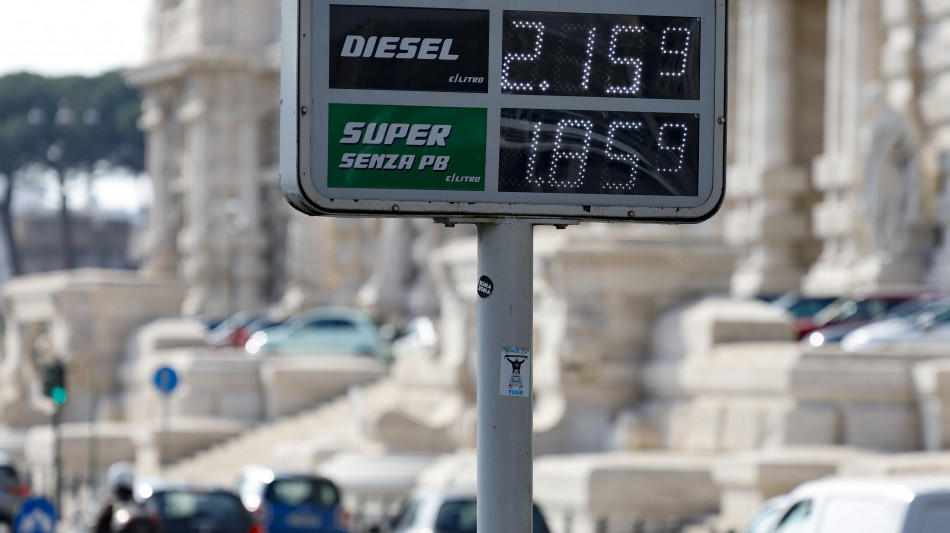 DIESEL
€/LITRO
2.159
SUPER
SENZA PB
€/LITRO
1.859